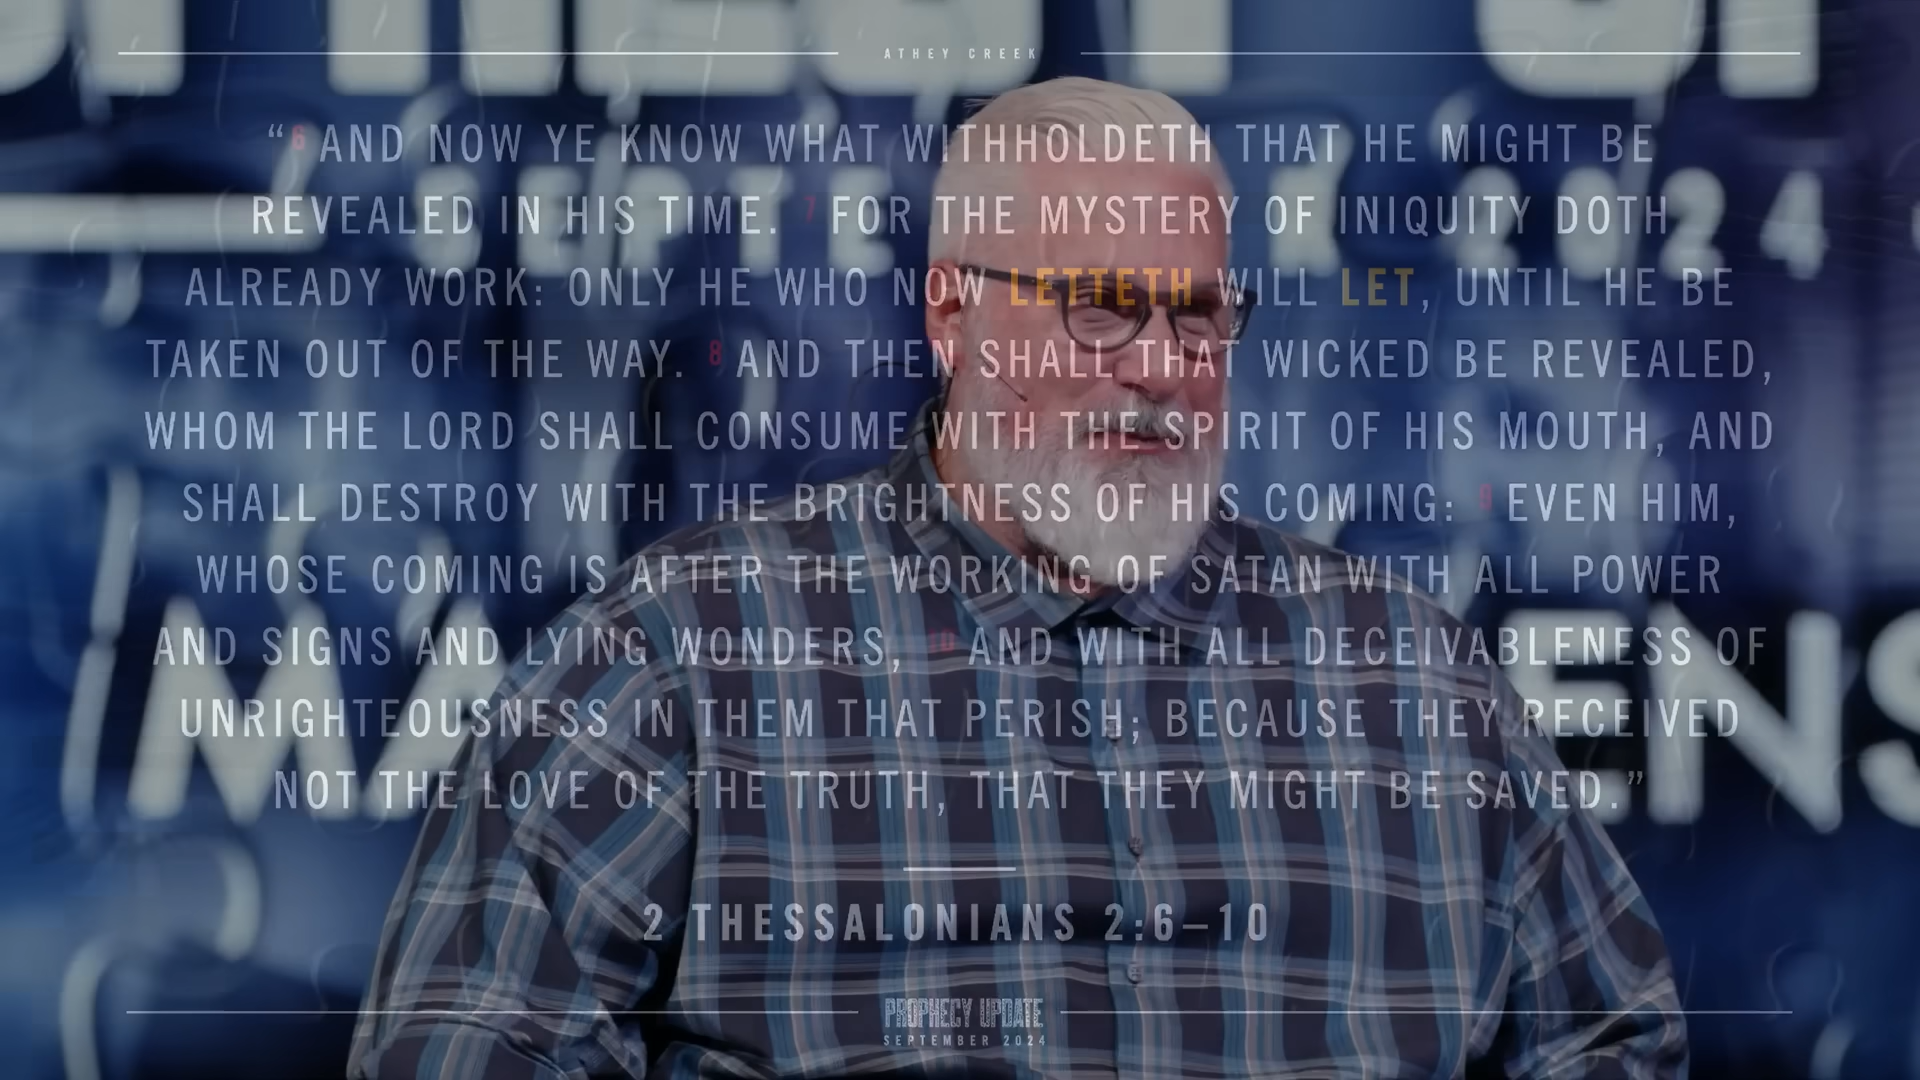 ATHEY CREEK
“6 AND NOW YE KNOW WHAT WITHHOLDETH THAT HE MIGHT BE
REVEALED IN HIS TIME. 7 FOR THE MYSTERY OF INIQUITY DOTH
ALREADY WORK: ONLY HE WHO NOW LETTETH WILL LET, UNTIL HE BE
TAKEN OUT OF THE WAY. 8 AND THEN SHALL THAT WICKED BE REVEALED,
WHOM THE LORD SHALL CONSUME WITH THE SPIRIT OF HIS MOUTH, AND
SHALL DESTROY WITH THE BRIGHTNESS OF HIS COMING: 9 EVEN HIM,
WHOSE COMING IS AFTER THE WORKING OF SATAN WITH ALL POWER
AND SIGNS AND LYING WONDERS, 10 AND WITH ALL DECEIVABLENESS OF
UNRIGHTEOUSNESS IN THEM THAT PERISH; BECAUSE THEY RECEIVED
NOT THE LOVE OF THE TRUTH, THAT THEY MIGHT BE SAVED.”
2 THESSALONIANS 2:6–10
PROPHECY UPDATE
SEPTEMBER 2024
2024